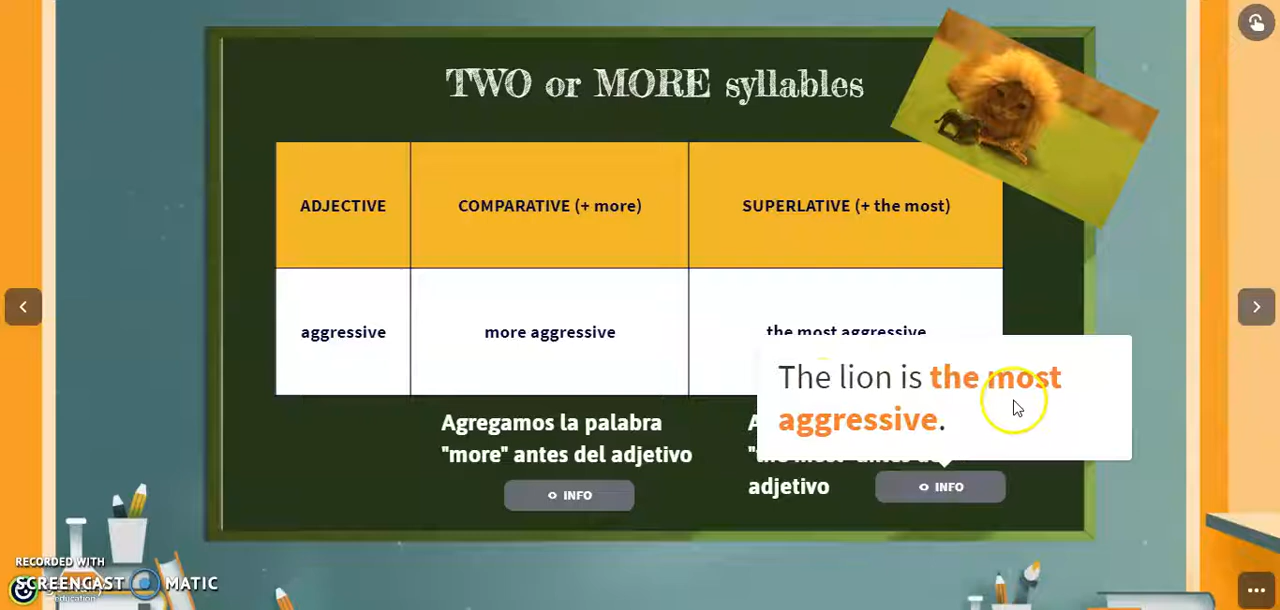 TWO or MORE syllables
ADJECTIVE
COMPARATIVE (+ more)
SUPERLATIVE (+ the most)
aggressive
more aggressive
the most aggressive
The lion is the most
aggressive.
Agregamos la palabra
"more" antes del adjetivo
adjetivo
INFO
INFO
RECORDED WITH
SCREENCAST MATIC
education